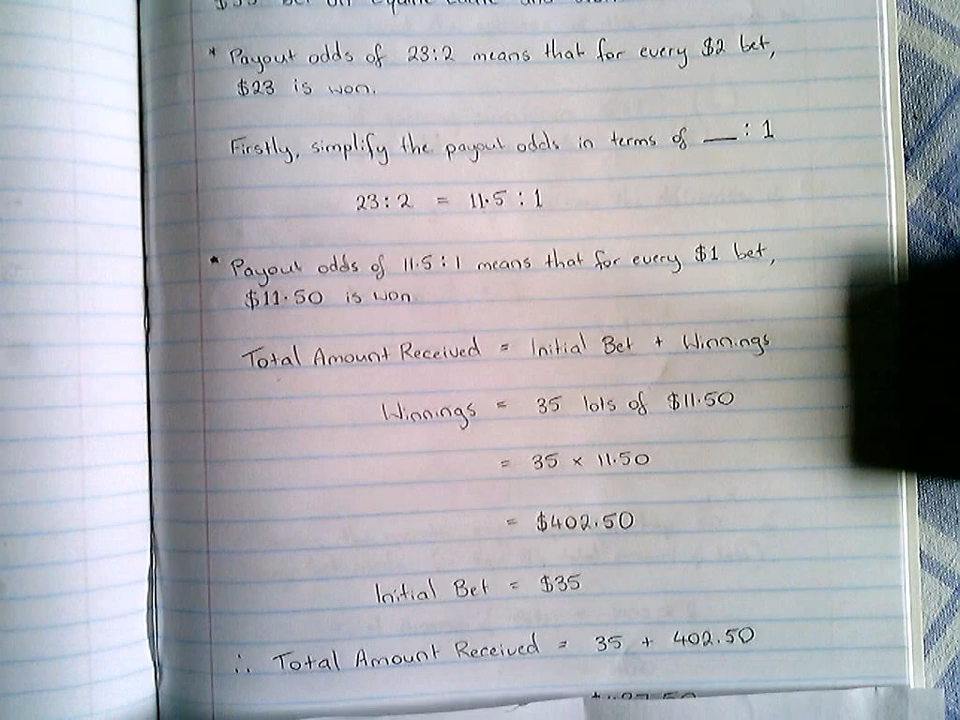 * Payout odds of 23:2 means that for every $2 bet,
$23 is won.
Firstly, simplify the payout odds in terms of __ : 1
23:2 = 11.5 : 1
* Payout odds of 11.5:1 means that for every $1 bet,
$11.50 is won.
Total Amount Received = Initial Bet + Winnings
Winnings = 35 lots of $11.50
= 35 × 11.50
= $402.50
Initial Bet = $35
∴ Total Amount Received = 35 + 402.50